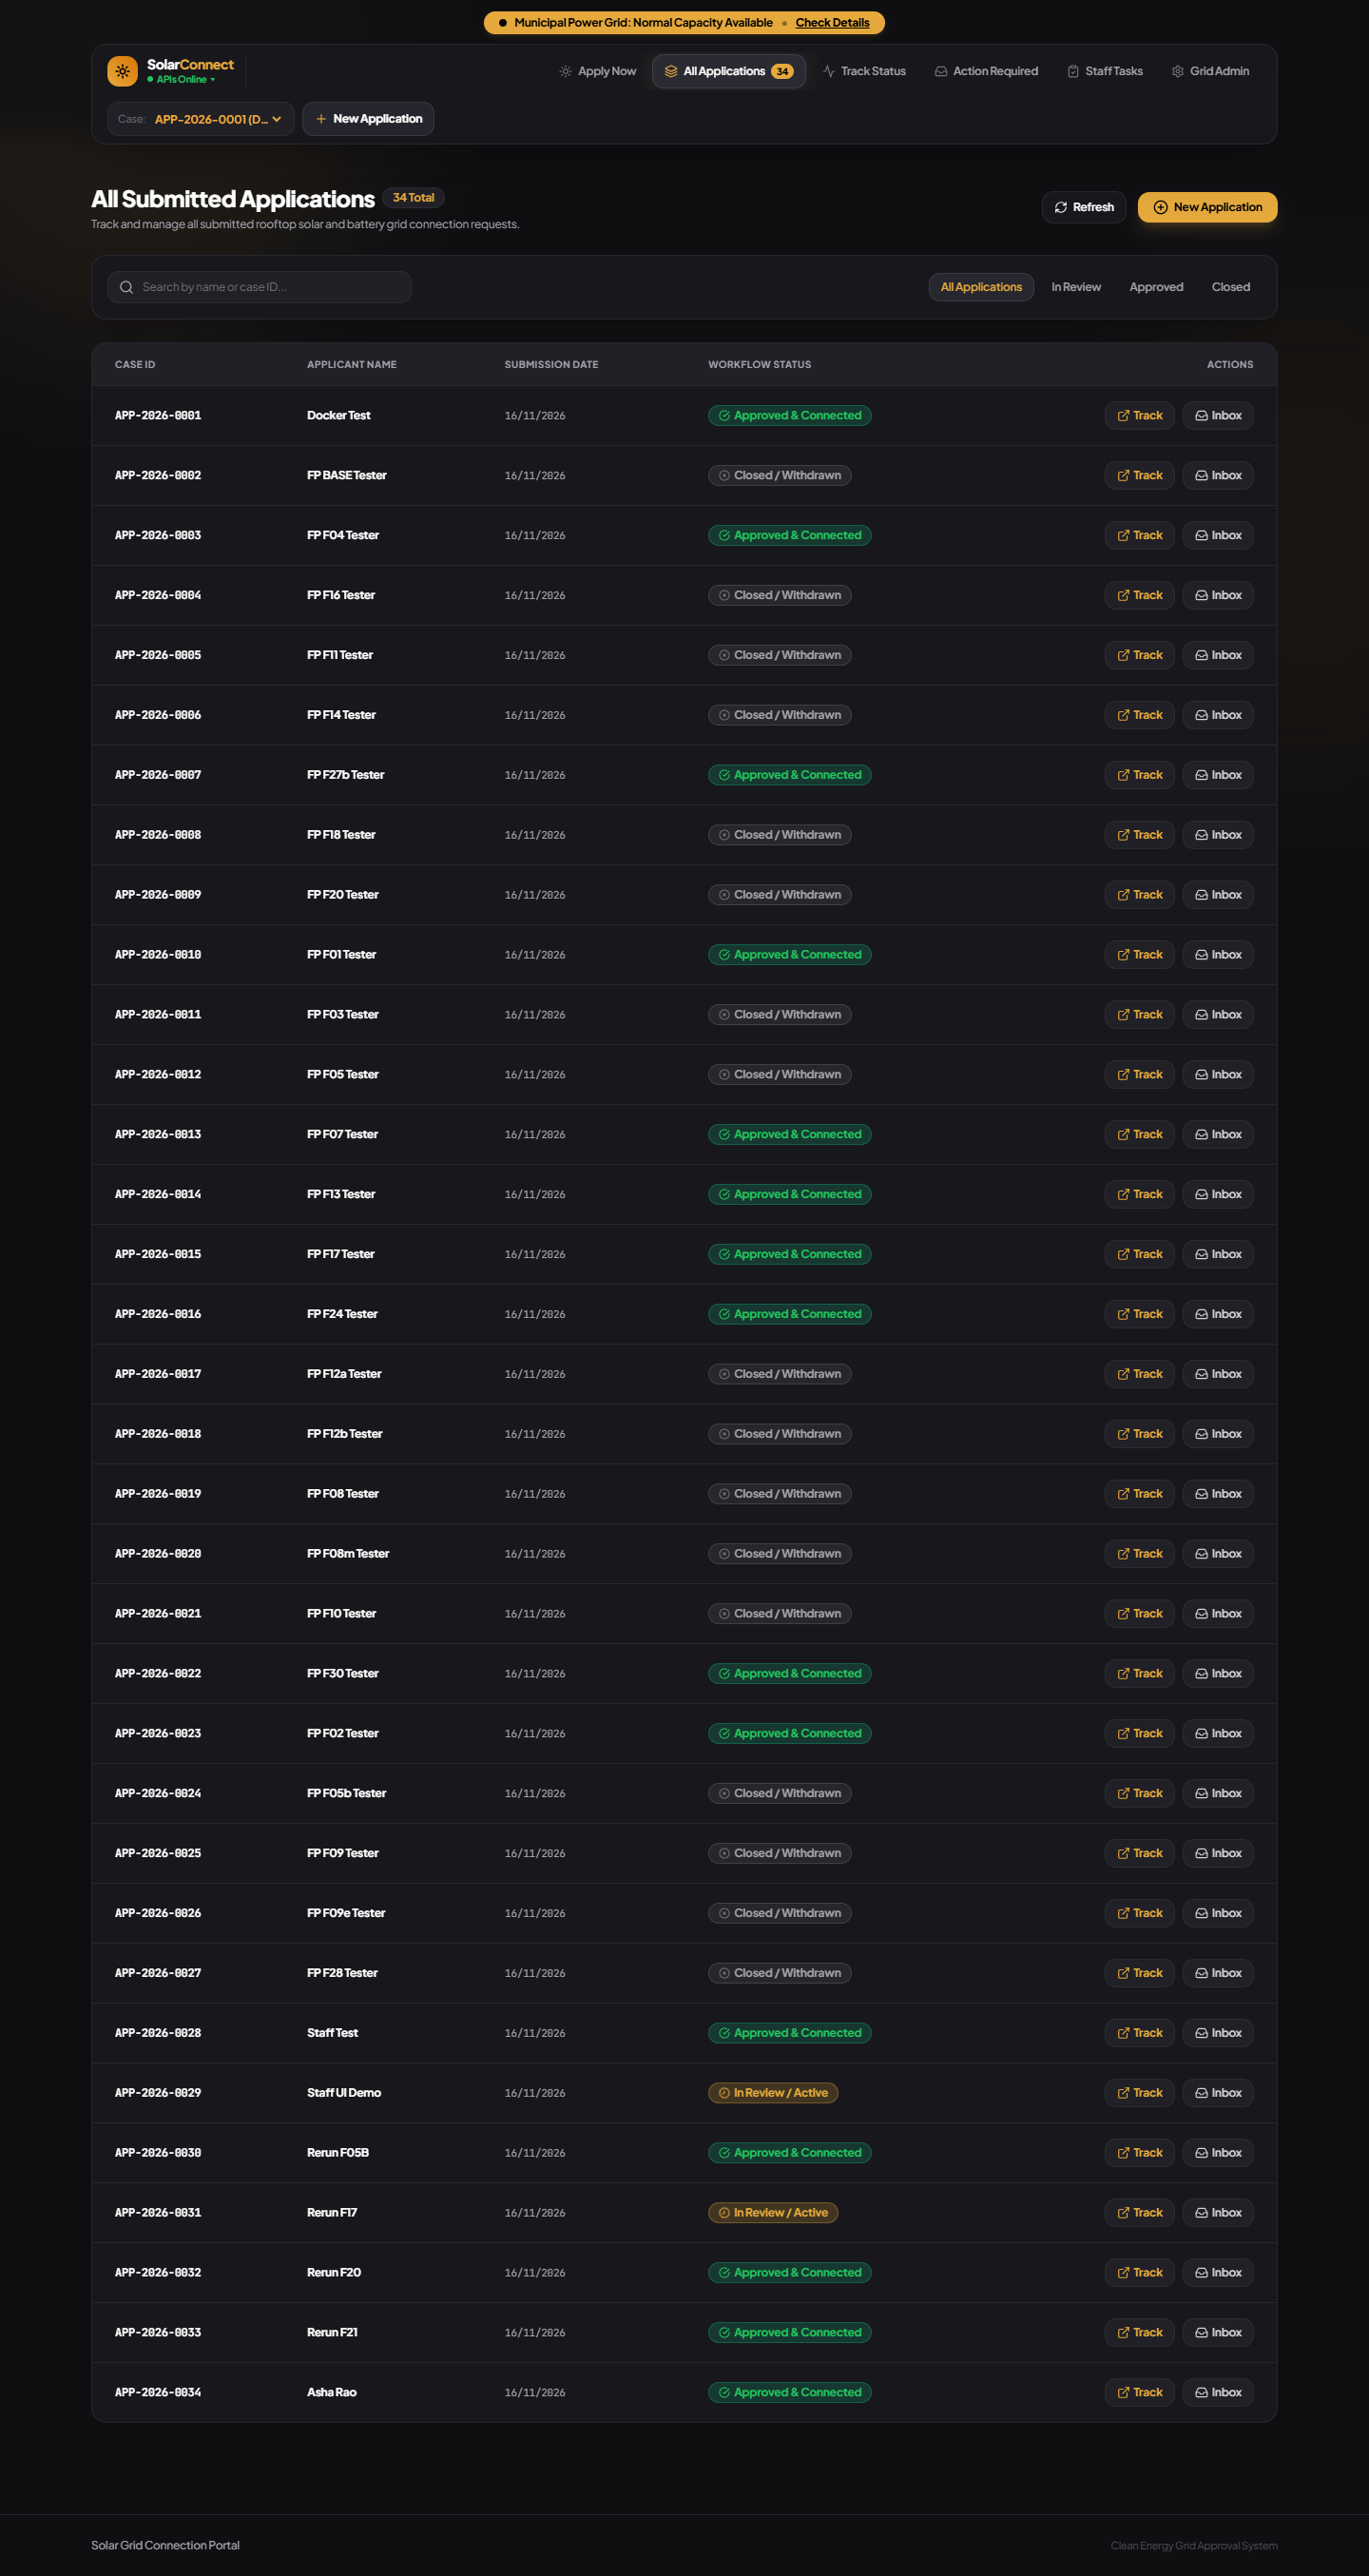 Municipal Power Grid: Normal Capacity Available • Check Details
SolarConnect
APIs Online
Apply Now
All Applications 34
Track Status
Action Required
Staff Tasks
Grid Admin
Case: APP-2026-0001 (D...
New Application
All Submitted Applications 34 Total
Track and manage all submitted rooftop solar and battery grid connection requests.
Refresh
New Application
Search by name or case ID...
All Applications In Review Approved Closed
CASE ID APPLICANT NAME SUBMISSION DATE WORKFLOW STATUS ACTIONS
APP-2026-0001 Docker Test 16/11/2026 Approved & Connected Track Inbox
APP-2026-0002 FP BASE Tester 16/11/2026 Closed / Withdrawn Track Inbox
APP-2026-0003 FP F04 Tester 16/11/2026 Approved & Connected Track Inbox
APP-2026-0004 FP F16 Tester 16/11/2026 Closed / Withdrawn Track Inbox
APP-2026-0005 FP F11 Tester 16/11/2026 Closed / Withdrawn Track Inbox
APP-2026-0006 FP F14 Tester 16/11/2026 Closed / Withdrawn Track Inbox
APP-2026-0007 FP F27b Tester 16/11/2026 Approved & Connected Track Inbox
APP-2026-0008 FP F18 Tester 16/11/2026 Closed / Withdrawn Track Inbox
APP-2026-0009 FP F20 Tester 16/11/2026 Closed / Withdrawn Track Inbox
APP-2026-0010 FP F01 Tester 16/11/2026 Approved & Connected Track Inbox
APP-2026-0011 FP F03 Tester 16/11/2026 Closed / Withdrawn Track Inbox
APP-2026-0012 FP F05 Tester 16/11/2026 Closed / Withdrawn Track Inbox
APP-2026-0013 FP F07 Tester 16/11/2026 Approved & Connected Track Inbox
APP-2026-0014 FP F13 Tester 16/11/2026 Approved & Connected Track Inbox
APP-2026-0015 FP F17 Tester 16/11/2026 Approved & Connected Track Inbox
APP-2026-0016 FP F24 Tester 16/11/2026 Approved & Connected Track Inbox
APP-2026-0017 FP F12a Tester 16/11/2026 Closed / Withdrawn Track Inbox
APP-2026-0018 FP F12b Tester 16/11/2026 Closed / Withdrawn Track Inbox
APP-2026-0019 FP F08 Tester 16/11/2026 Closed / Withdrawn Track Inbox
APP-2026-0020 FP F08m Tester 16/11/2026 Closed / Withdrawn Track Inbox
APP-2026-0021 FP F10 Tester 16/11/2026 Closed / Withdrawn Track Inbox
APP-2026-0022 FP F30 Tester 16/11/2026 Approved & Connected Track Inbox
APP-2026-0023 FP F02 Tester 16/11/2026 Approved & Connected Track Inbox
APP-2026-0024 FP F05b Tester 16/11/2026 Closed / Withdrawn Track Inbox
APP-2026-0025 FP F09 Tester 16/11/2026 Closed / Withdrawn Track Inbox
APP-2026-0026 FP F09e Tester 16/11/2026 Closed / Withdrawn Track Inbox
APP-2026-0027 FP F28 Tester 16/11/2026 Closed / Withdrawn Track Inbox
APP-2026-0028 Staff Test 16/11/2026 Approved & Connected Track Inbox
APP-2026-0029 Staff UI Demo 16/11/2026 In Review / Active Track Inbox
APP-2026-0030 Rerun F05B 16/11/2026 Approved & Connected Track Inbox
APP-2026-0031 Rerun F17 16/11/2026 In Review / Active Track Inbox
APP-2026-0032 Rerun F20 16/11/2026 Approved & Connected Track Inbox
APP-2026-0033 Rerun F21 16/11/2026 Approved & Connected Track Inbox
APP-2026-0034 Asha Rao 16/11/2026 Approved & Connected Track Inbox
Solar Grid Connection Portal
Clean Energy Grid Approval System